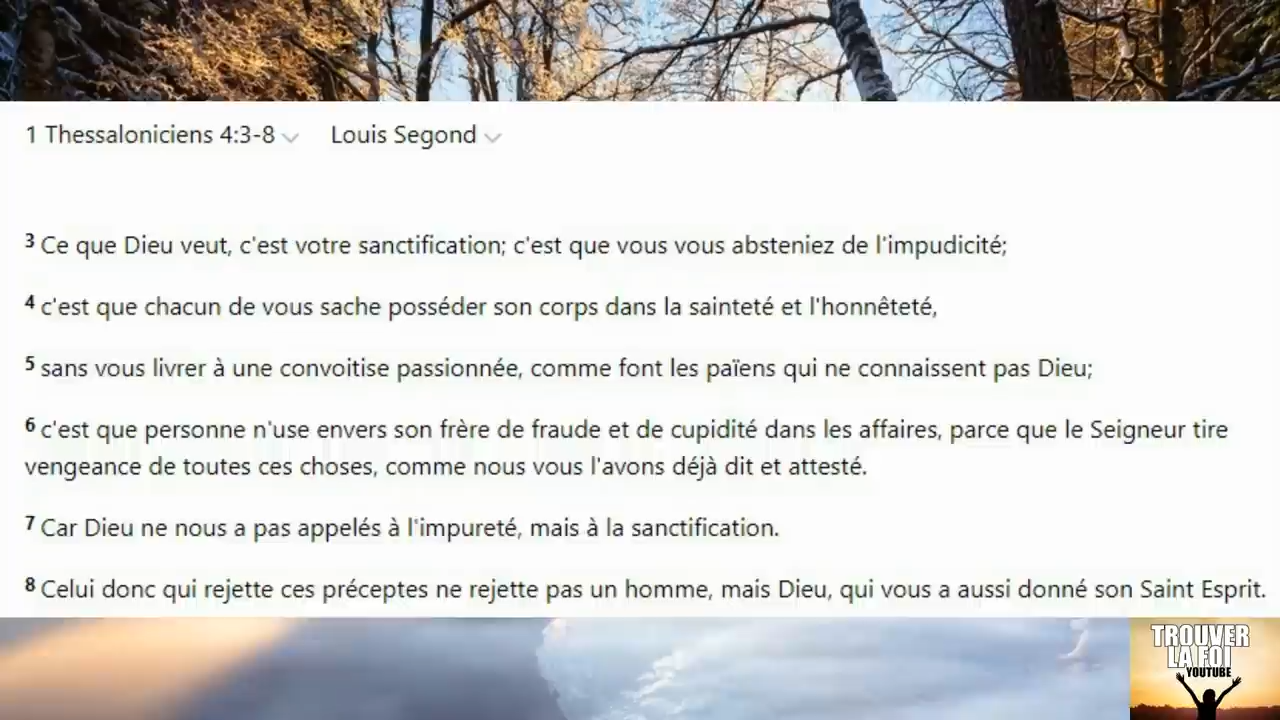 1 Thessaloniciens 4:3-8 Louis Segond
3 Ce que Dieu veut, c'est votre sanctification; c'est que vous vous absteniez de l'impudicité;
4 c'est que chacun de vous sache posséder son corps dans la sainteté et l'honnêteté,
5 sans vous livrer à une convoitise passionnée, comme font les païens qui ne connaissent pas Dieu;
6 c'est que personne n'use envers son frère de fraude et de cupidité dans les affaires, parce que le Seigneur tire
vengeance de toutes ces choses, comme nous vous l'avons déjà dit et attesté.
7 Car Dieu ne nous a pas appelés à l'impureté, mais à la sanctification.
8 Celui donc qui rejette ces préceptes ne rejette pas un homme, mais Dieu, qui vous a aussi donné son Saint Esprit.
TROUVER
LA FOI
YOUTUBE